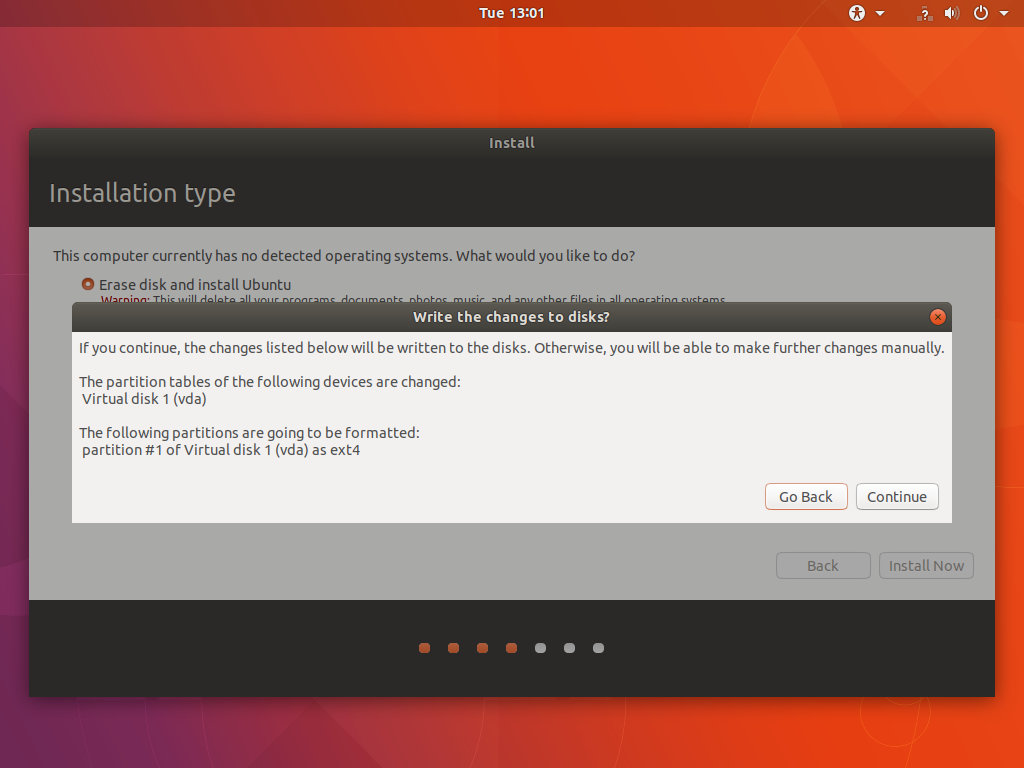 Tue 13:01
Install
Installation type
This computer currently has no detected operating systems. What would you like to do?
Erase disk and install Ubuntu
Warning: This will delete all your programs, documents, photos, music, and any other files in all operating systems.
Write the changes to disks?
If you continue, the changes listed below will be written to the disks. Otherwise, you will be able to make further changes manually.
The partition tables of the following devices are changed:
Virtual disk 1 (vda)
The following partitions are going to be formatted:
partition #1 of Virtual disk 1 (vda) as ext4
Go Back Continue
Back Install Now